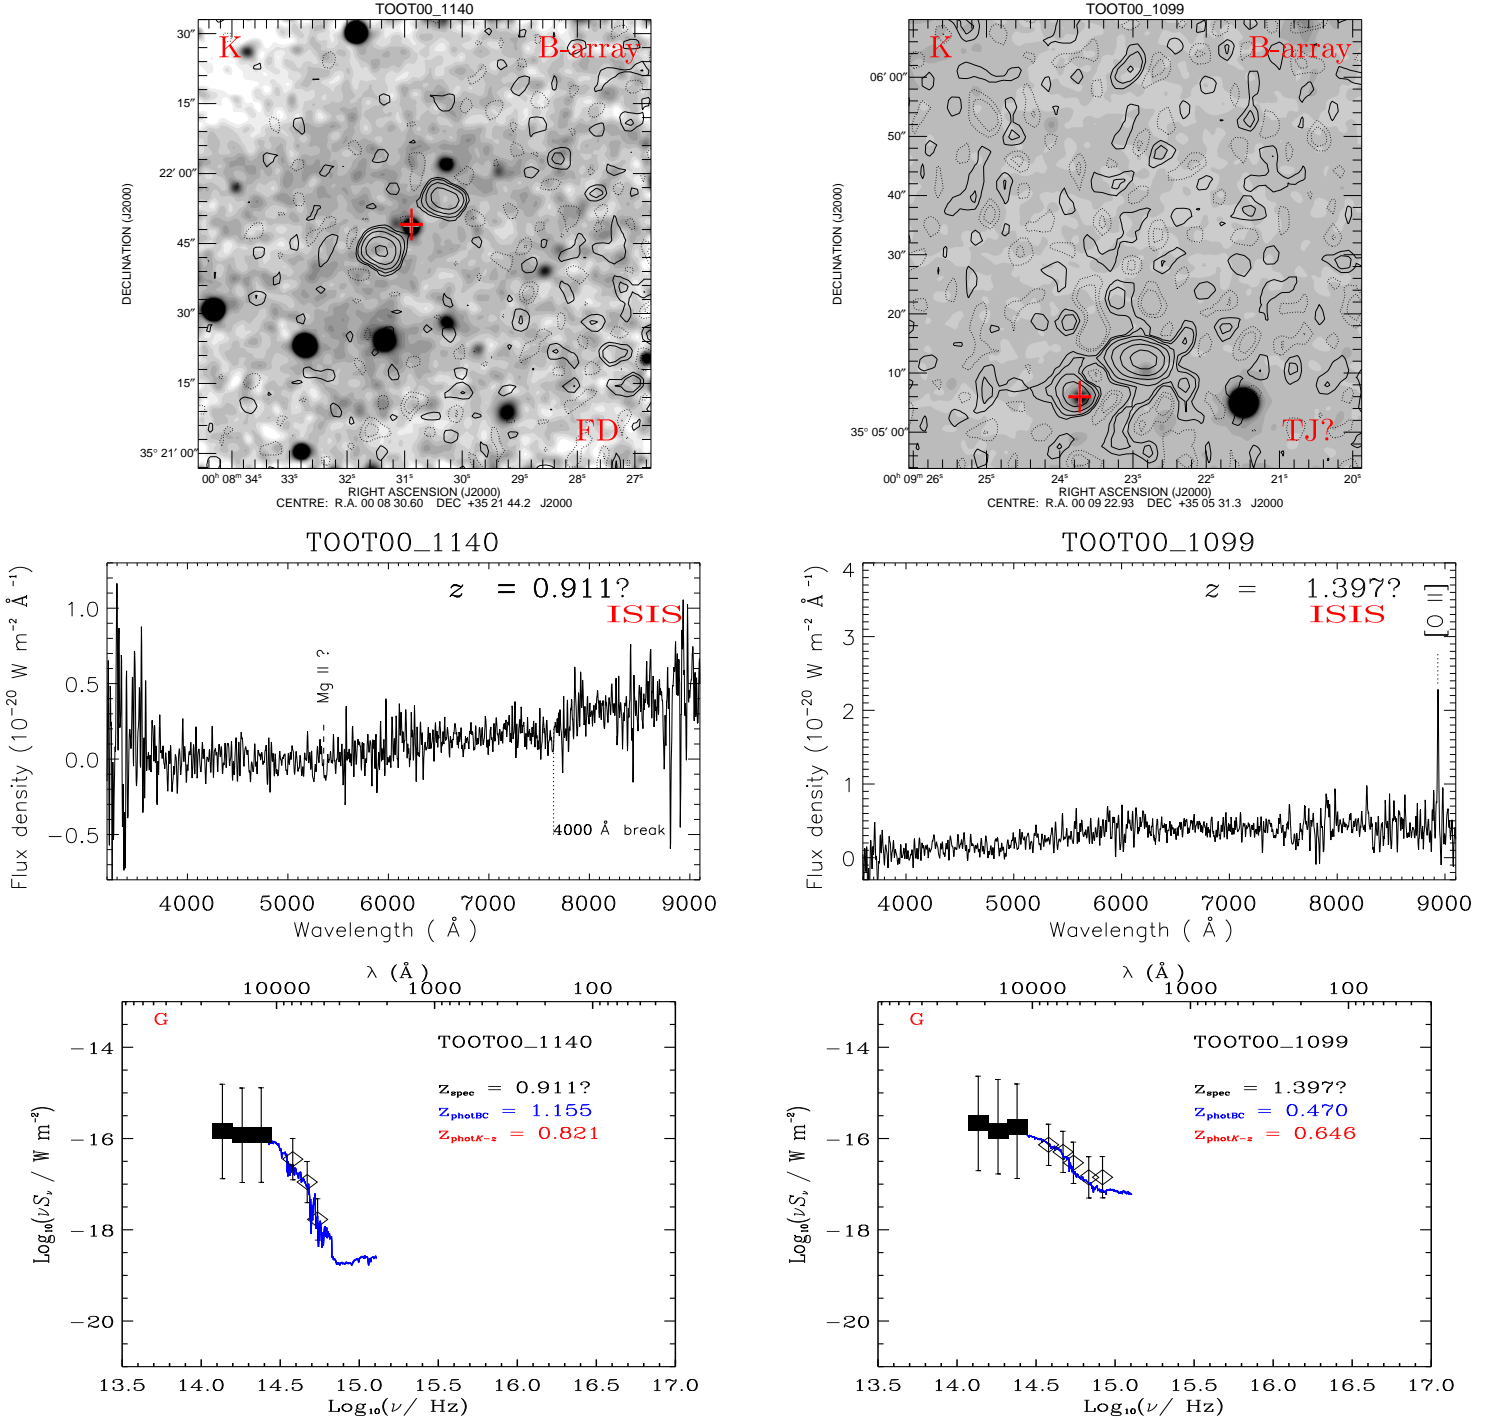 TOOT00_1140
K
B-array
30″
15″
22′ 00″
45″
30″
15″
35° 21′ 00″
DECLINATION (J2000)
FD
00ʰ 08ᵐ 34ˢ 33ˢ 32ˢ 31ˢ 30ˢ 29ˢ 28ˢ 27ˢ
RIGHT ASCENSION (J2000)
CENTRE: R.A. 00 08 30.60 DEC +35 21 44.2 J2000
TOOT00_1099
K
B-array
06′ 00″
50″
40″
30″
20″
10″
35° 05′ 00″
DECLINATION (J2000)
TJ?
00ʰ 09ᵐ 26ˢ 25ˢ 24ˢ 23ˢ 22ˢ 21ˢ 20ˢ
RIGHT ASCENSION (J2000)
CENTRE: R.A. 00 09 22.93 DEC +35 05 31.3 J2000
TOOT00_1140
z = 0.911?
ISIS
1.0
0.5
0.0
−0.5
Flux density (10⁻²⁰ W m⁻² Å⁻¹)
Mg II ?
4000 Å break
4000 5000 6000 7000 8000 9000
Wavelength ( Å )
TOOT00_1099
z = 1.397?
ISIS
[O II]
4
3
2
1
0
Flux density (10⁻²⁰ W m⁻² Å⁻¹)
4000 5000 6000 7000 8000 9000
Wavelength ( Å )
λ (Å)
10000 1000 100
G
TOOT00_1140
z_spec = 0.911?
z_photBC = 1.155
z_photK−z = 0.821
−14
−16
−18
−20
Log₁₀(νS_ν / W m⁻²)
13.5 14.0 14.5 15.0 15.5 16.0 16.5 17.0
Log₁₀(ν/ Hz)
λ (Å)
10000 1000 100
G
TOOT00_1099
z_spec = 1.397?
z_photBC = 0.470
z_photK−z = 0.646
−14
−16
−18
−20
Log₁₀(νS_ν / W m⁻²)
13.5 14.0 14.5 15.0 15.5 16.0 16.5 17.0
Log₁₀(ν/ Hz)